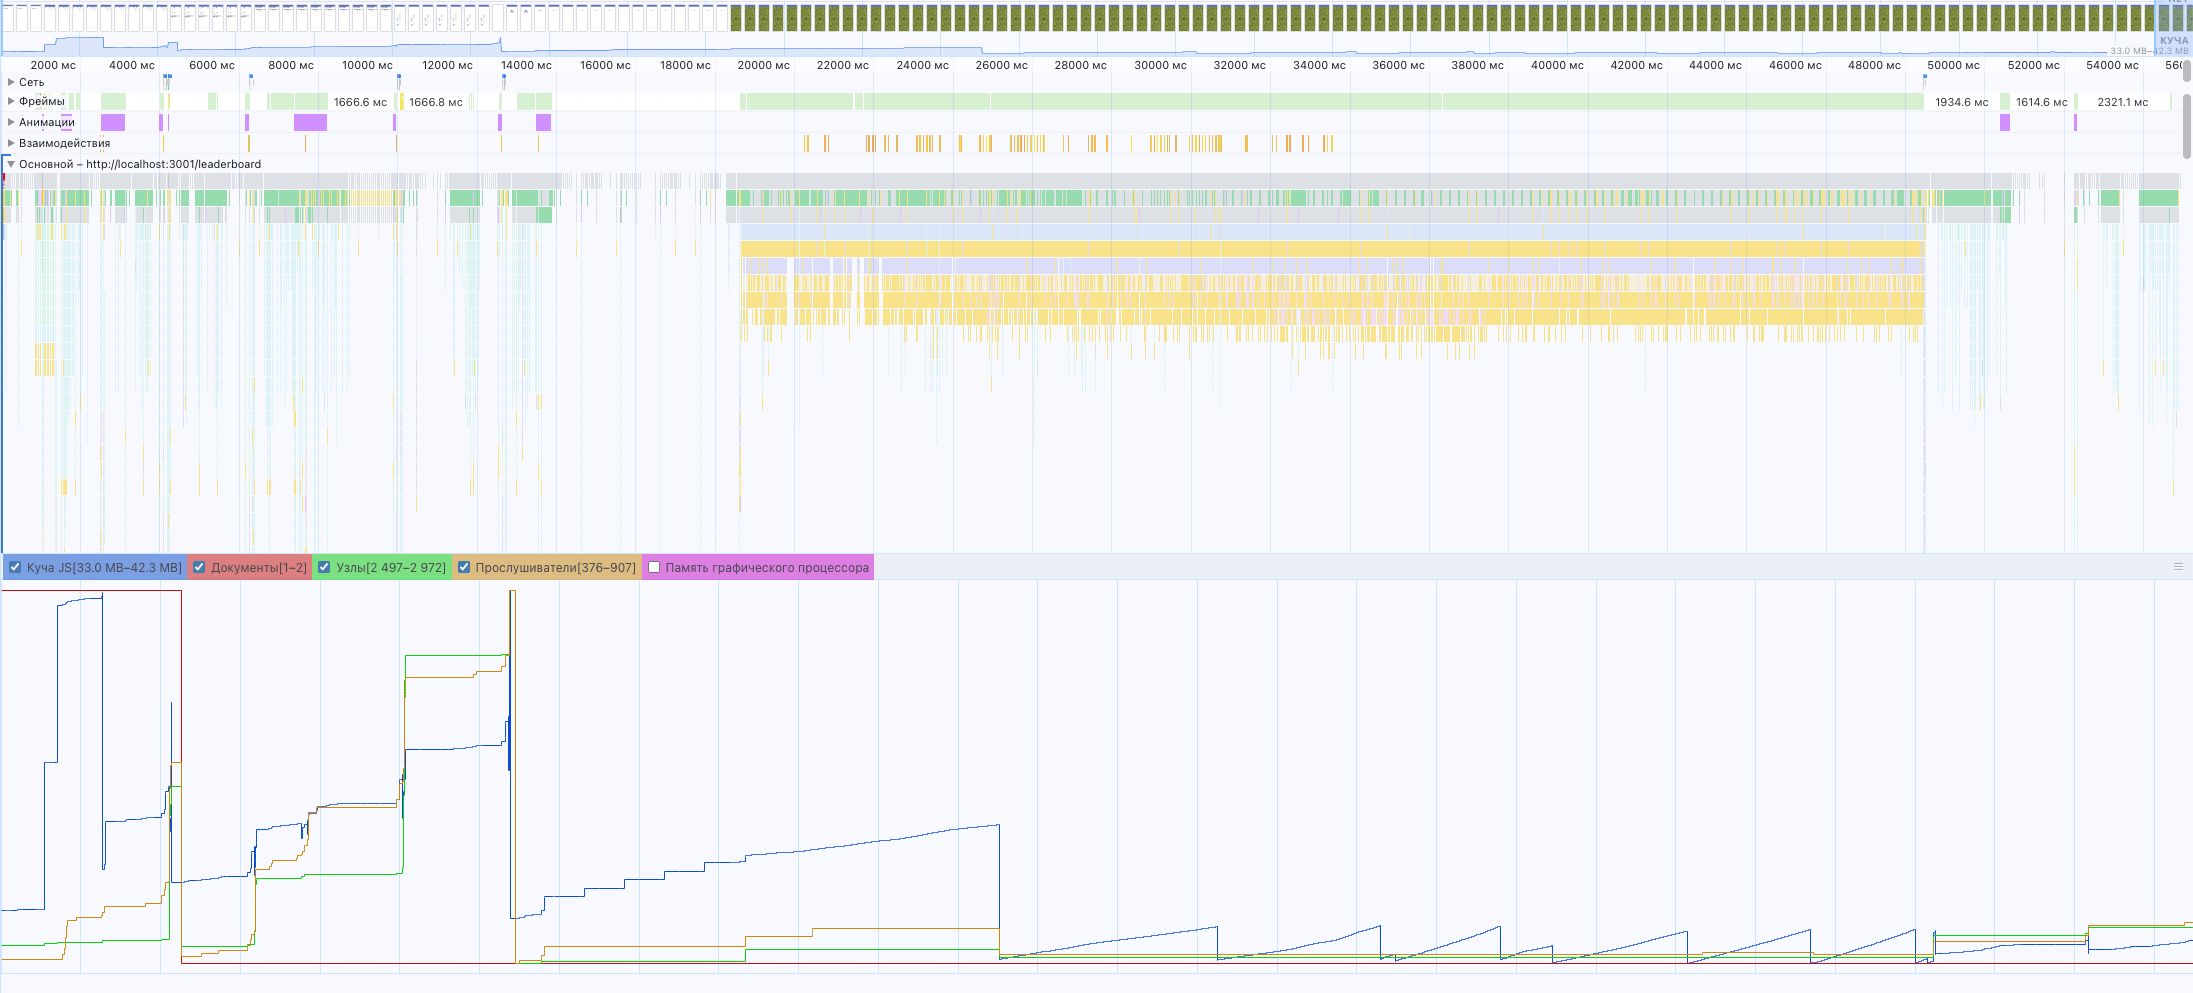 КУЧА
33.0 MB–42.3 MB
2000 мс 4000 мс 6000 мс 8000 мс 10000 мс 12000 мс 14000 мс 16000 мс 18000 мс 20000 мс 22000 мс 24000 мс 26000 мс 28000 мс 30000 мс 32000 мс 34000 мс 36000 мс 38000 мс 40000 мс 42000 мс 44000 мс 46000 мс 48000 мс 50000 мс 52000 мс 54000 мс
Сеть
Фреймы 1666.6 мс 1666.8 мс 1934.6 мс 1614.6 мс 2321.1 мс
Анимации
Взаимодействия
Основной – http://localhost:3001/leaderboard
Куча JS[33.0 MB–42.3 MB] Документы[1–2] Узлы[2 497–2 972] Прослушиватели[376–907] Память графического процессора